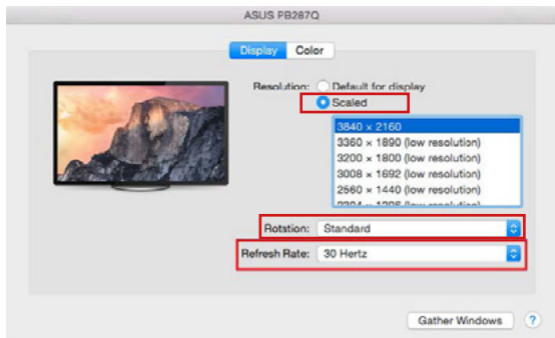 ASUS PB287Q
Display Color
Resolution: Default for display
Scaled
3840 × 2160
3360 × 1890 (low resolution)
3200 × 1800 (low resolution)
3008 × 1692 (low resolution)
2560 × 1440 (low resolution)
Rotstion: Standard
Refresh Rate: 30 Hertz
Gather Windows ?